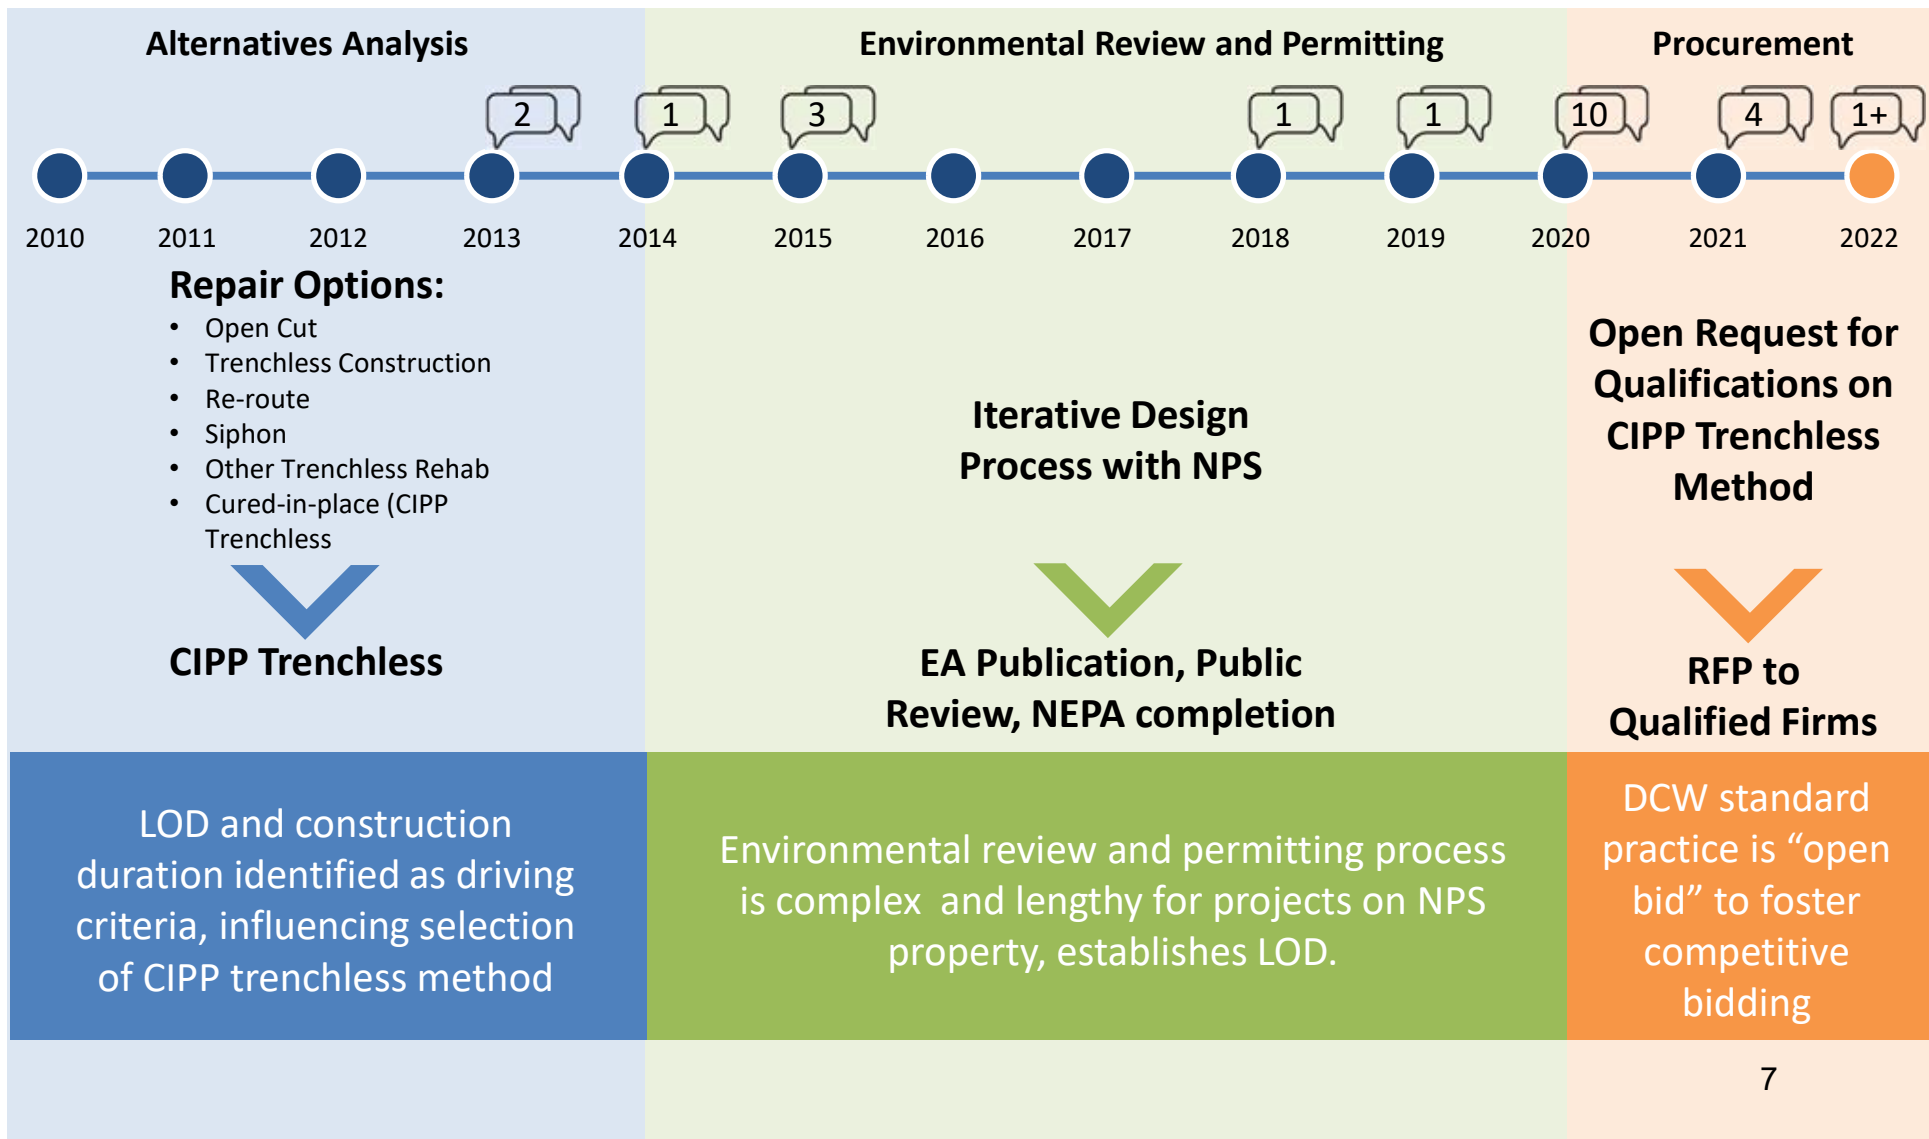 Alternatives Analysis
Environmental Review and Permitting
Procurement
2
1
3
1
1
10
4
1+
2010
2011
2012
2013
2014
2015
2016
2017
2018
2019
2020
2021
2022
Repair Options:
• Open Cut
• Trenchless Construction
• Re-route
• Siphon
• Other Trenchless Rehab
• Cured-in-place (CIPP
Trenchless
CIPP Trenchless
LOD and construction
duration identified as driving
criteria, influencing selection
of CIPP trenchless method
Iterative Design
Process with NPS
EA Publication, Public
Review, NEPA completion
Environmental review and permitting process
is complex  and lengthy for projects on NPS
property, establishes LOD.
Open Request for
Qualifications on
CIPP Trenchless
Method
RFP to
Qualified Firms
DCW standard
practice is “open
bid” to foster
competitive
bidding
7